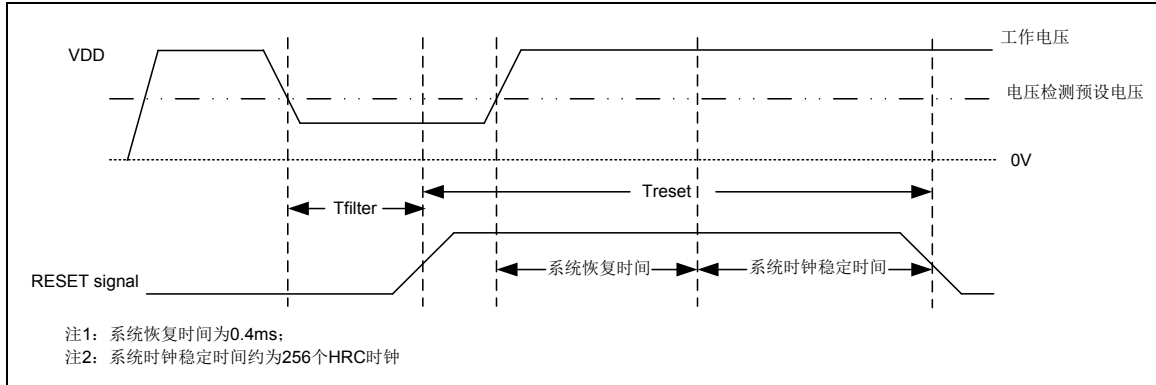 VDD
工作电压
电压检测预设电压
0V
Treset
Tfilter
RESET signal
系统恢复时间
系统时钟稳定时间
注1：系统恢复时间为0.4ms；
注2：系统时钟稳定时间约为256个HRC时钟